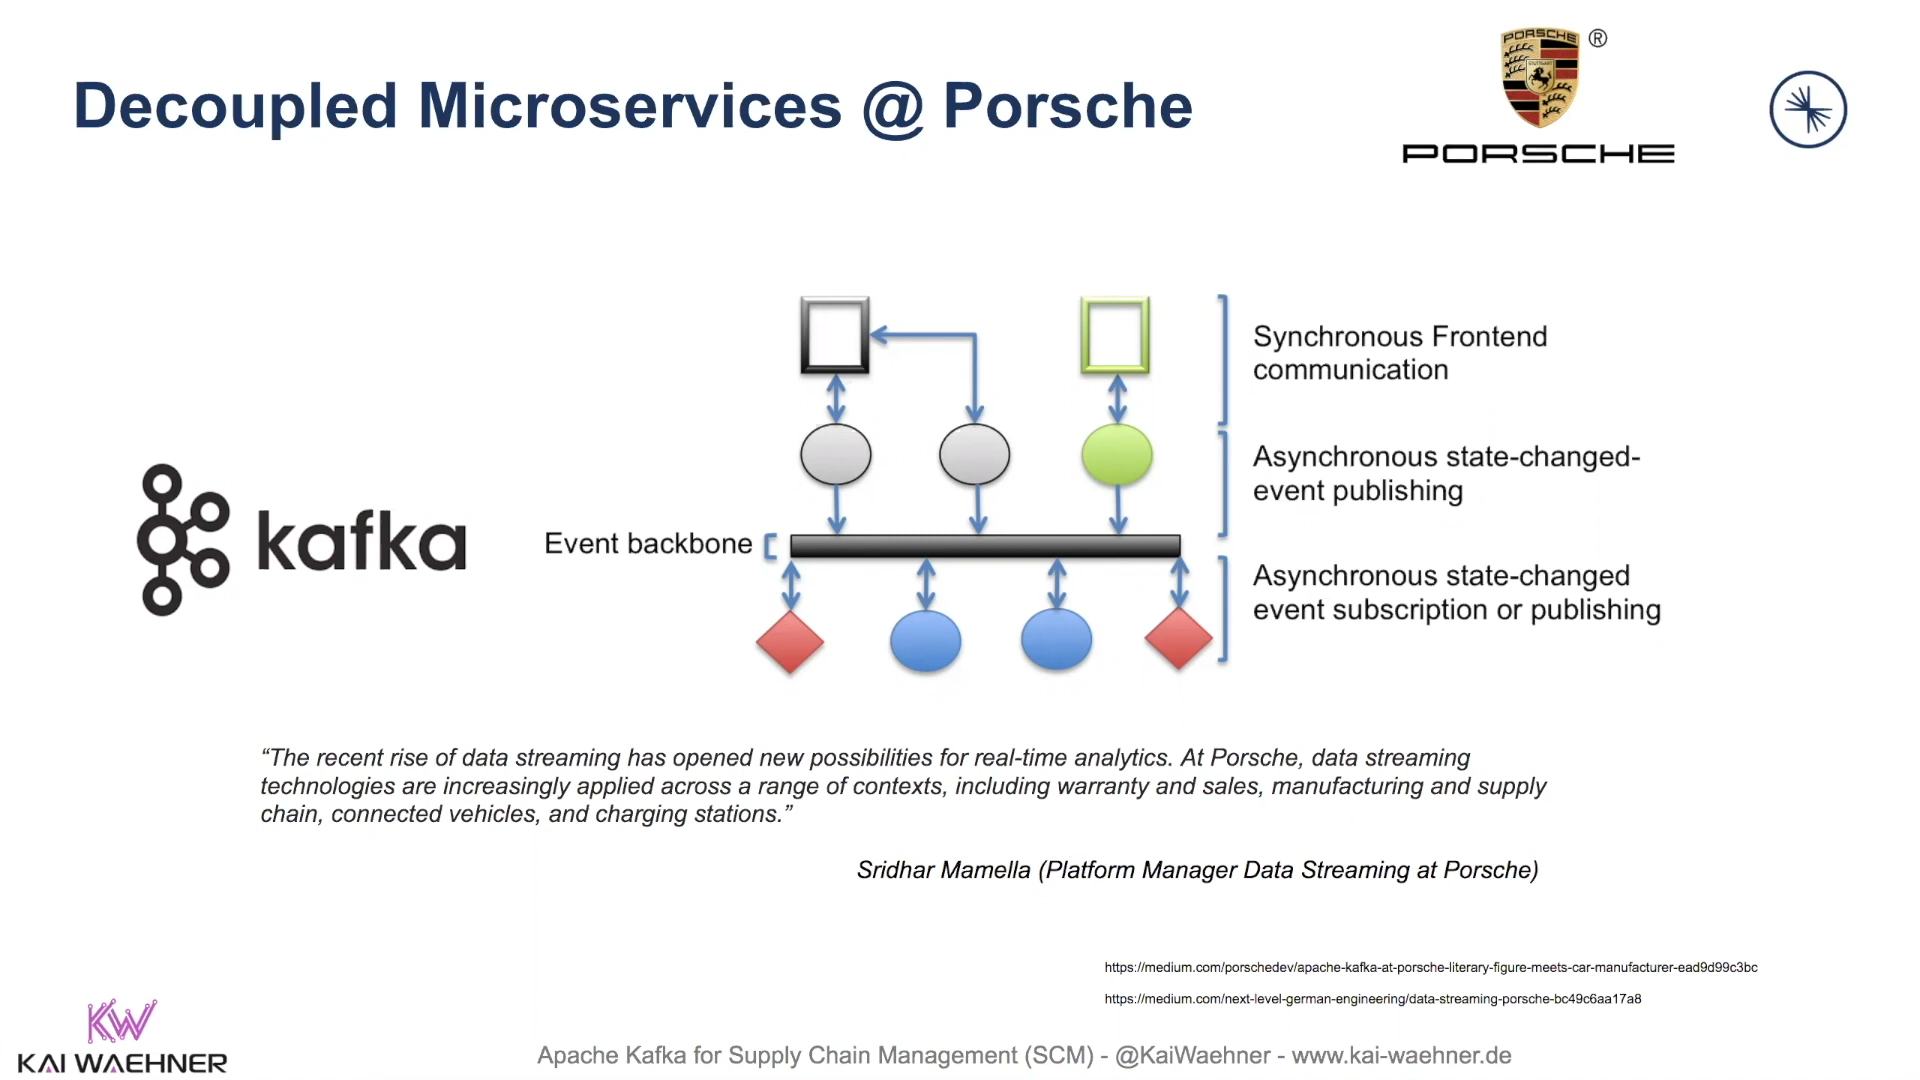 Decoupled Microservices @ Porsche
PORSCHE
STUTTGART
®
PORSCHE
Synchronous Frontend
communication
Asynchronous state-changed-
event publishing
kafka
Event backbone
Asynchronous state-changed
event subscription or publishing
“The recent rise of data streaming has opened new possibilities for real-time analytics. At Porsche, data streaming
technologies are increasingly applied across a range of contexts, including warranty and sales, manufacturing and supply
chain, connected vehicles, and charging stations.”
Sridhar Mamella (Platform Manager Data Streaming at Porsche)
https://medium.com/porschedev/apache-kafka-at-porsche-literary-figure-meets-car-manufacturer-ead9d99c3bc
https://medium.com/next-level-german-engineering/data-streaming-porsche-bc49c6aa17a8
KW
KAI WAEHNER
Apache Kafka for Supply Chain Management (SCM) - @KaiWaehner - www.kai-waehner.de